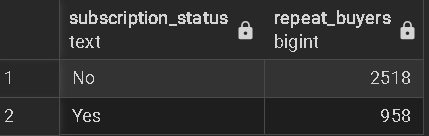 subscription_status repeat_buyers
text bigint
1 No 2518
2 Yes 958